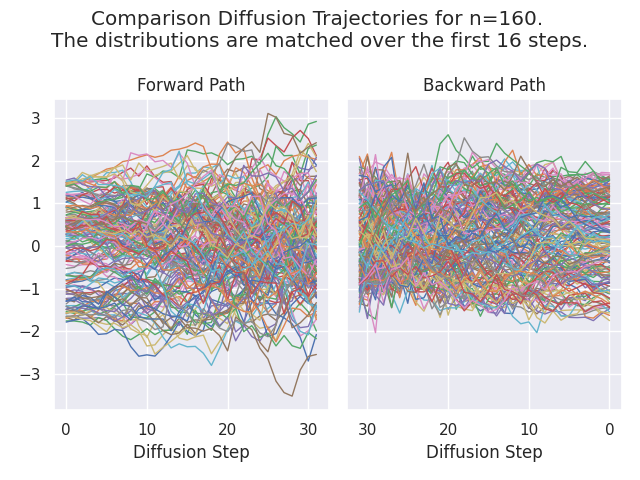 Comparison Diffusion Trajectories for n=160.
The distributions are matched over the first 16 steps.
Forward Path
Backward Path
3
2
1
0
−1
−2
−3
0 10 20 30
30 20 10 0
Diffusion Step
Diffusion Step